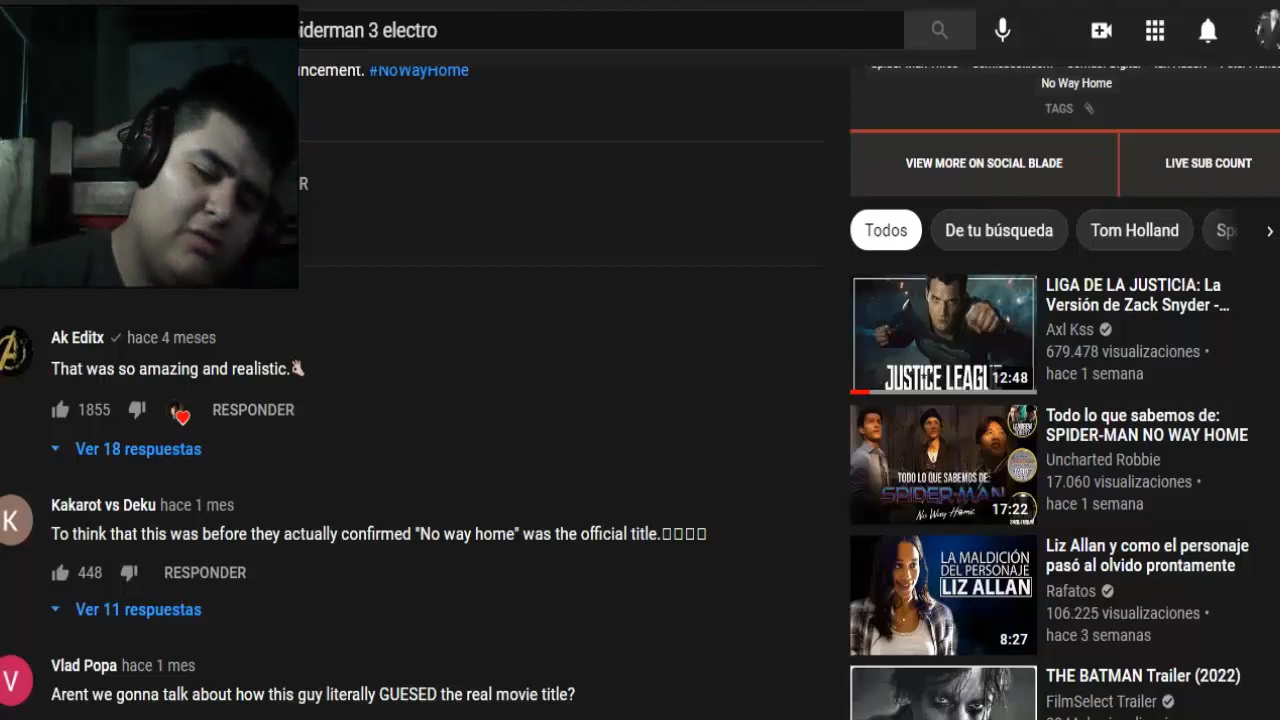 iderman 3 electro
uncement. #NoWayHome
R
Ak Editx hace 4 meses
That was so amazing and realistic.👌🏻
1855 RESPONDER
Ver 18 respuestas
K
Kakarot vs Deku hace 1 mes
To think that this was before they actually confirmed "No way home" was the official title.
448 RESPONDER
Ver 11 respuestas
V
Vlad Popa hace 1 mes
Arent we gonna talk about how this guy literally GUESED the real movie title?
No Way Home
TAGS
VIEW MORE ON SOCIAL BLADE
LIVE SUB COUNT
Todos De tu búsqueda Tom Holland Sp
JUSTICE LEAGU
12:48
LIGA DE LA JUSTICIA: La
Versión de Zack Snyder -...
Axl Kss
679.478 visualizaciones •
hace 1 semana
TODO LO QUE SABEMOS DE:
SPIDER-MAN
No Way Home
17:22
Todo lo que sabemos de:
SPIDER-MAN NO WAY HOME
Uncharted Robbie
17.060 visualizaciones •
hace 1 semana
LA MALDICIÓN
DEL PERSONAJE
LIZ ALLAN
8:27
Liz Allan y como el personaje
pasó al olvido prontamente
Rafatos
106.225 visualizaciones •
hace 3 semanas
THE BATMAN Trailer (2022)
FilmSelect Trailer